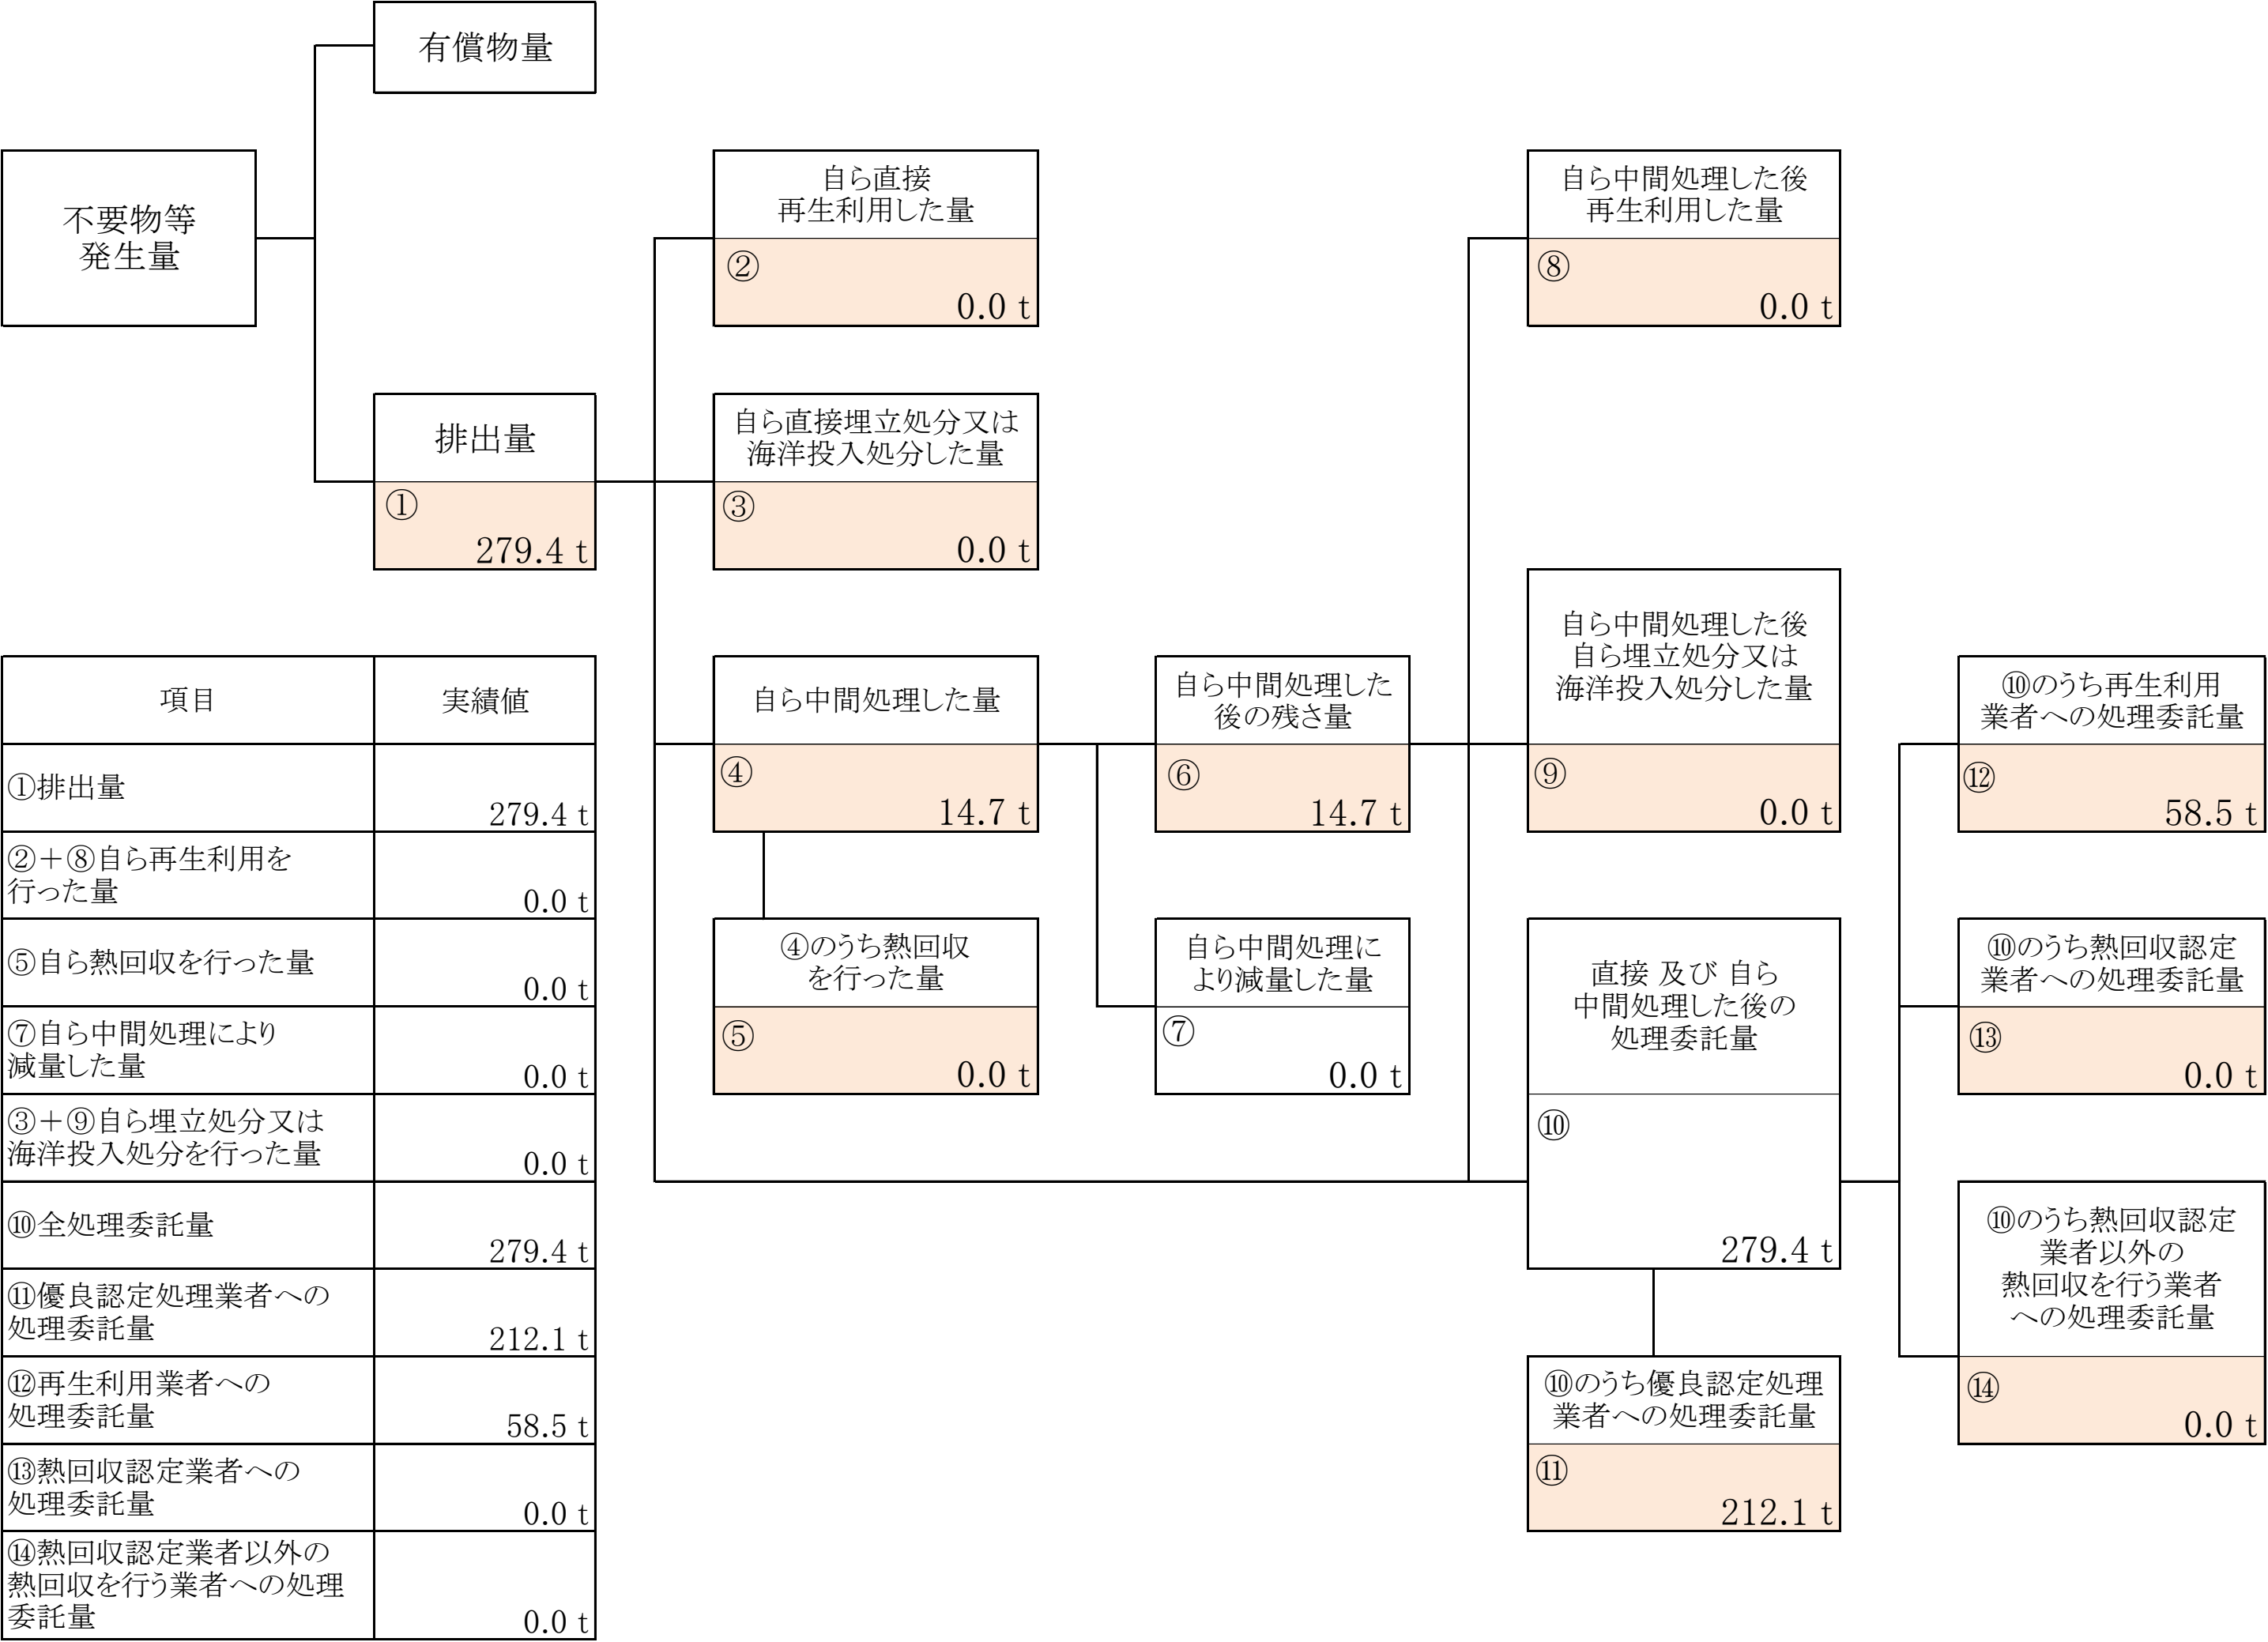 有償物量
不要物等
発生量
排出量
①
279.4 t
自ら直接
再生利用した量
②
0.0 t
自ら直接埋立処分又は
海洋投入処分した量
③
0.0 t
自ら中間処理した量
④
14.7 t
④のうち熱回収
を行った量
⑤
0.0 t
自ら中間処理した
後の残さ量
⑥
14.7 t
自ら中間処理に
より減量した量
⑦
0.0 t
自ら中間処理した後
再生利用した量
⑧
0.0 t
自ら中間処理した後
自ら埋立処分又は
海洋投入処分した量
⑨
0.0 t
直接 及び 自ら
中間処理した後の
処理委託量
⑩
279.4 t
⑩のうち優良認定処理
業者への処理委託量
⑪
212.1 t
⑩のうち再生利用
業者への処理委託量
⑫
58.5 t
⑩のうち熱回収認定
業者への処理委託量
⑬
0.0 t
⑩のうち熱回収認定
業者以外の
熱回収を行う業者
への処理委託量
⑭
0.0 t
項目 実績値
①排出量
279.4 t
②＋⑧自ら再生利用を
行った量
0.0 t
⑤自ら熱回収を行った量
0.0 t
⑦自ら中間処理により
減量した量
0.0 t
③＋⑨自ら埋立処分又は
海洋投入処分を行った量
0.0 t
⑩全処理委託量
279.4 t
⑪優良認定処理業者への
処理委託量
212.1 t
⑫再生利用業者への
処理委託量
58.5 t
⑬熱回収認定業者への
処理委託量
0.0 t
⑭熱回収認定業者以外の
熱回収を行う業者への処理
委託量
0.0 t